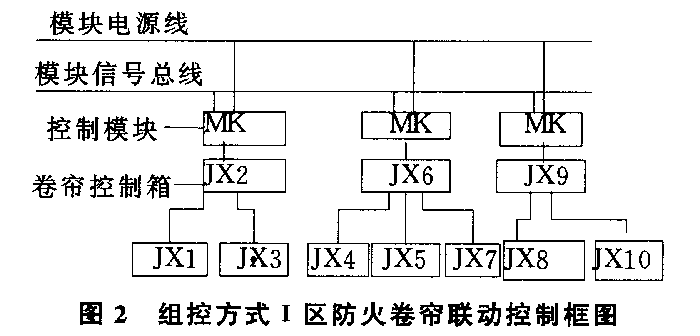 模块电源线
模块信号总线
控制模块 MK MK MK
卷帘控制箱 JX2 JX6 JX9
JX1 JX3 JX4 JX5 JX7 JX8 JX10
图 2 组控方式 I 区防火卷帘联动控制框图